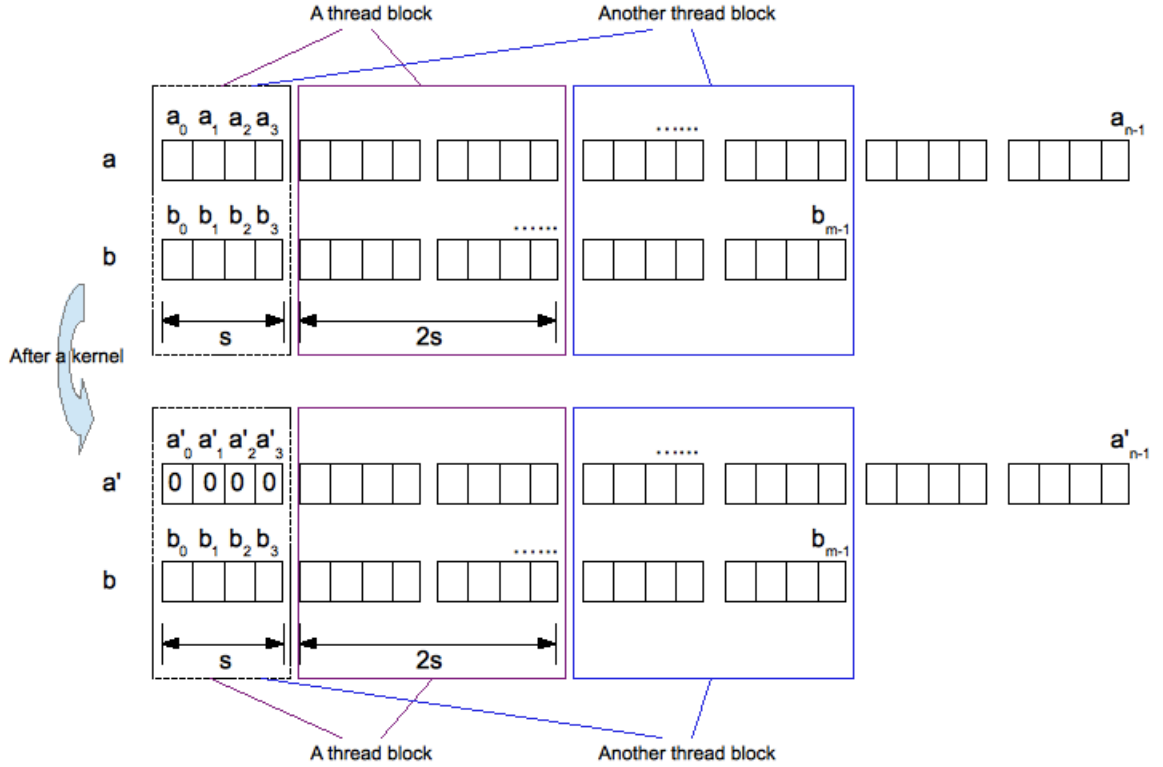 A thread block Another thread block
a0 a1 a2 a3 ...... an-1
a
b0 b1 b2 b3 ...... bm-1
b
s 2s
After a kernel
a'0 a'1 a'2 a'3 ...... a'n-1
a' 0 0 0 0
b0 b1 b2 b3 ...... bm-1
b
s 2s
A thread block Another thread block